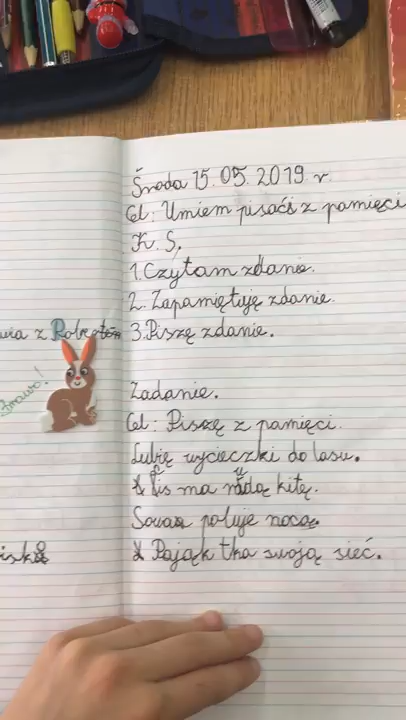 Środa 15.05.2019 r.
Cel: Umiem pisać z pamięci
K. S.
1. Czytam zdanie.
2. Zapamiętuję zdanie.
3. Piszę zdanie.
Brawo!
Zadanie.
Cel: Piszę z pamięci.
Lubię wycieczki do lasu.
Lis ma rudą kitę.
Sowa poluje nocą.
Pająk tka swoją sieć.